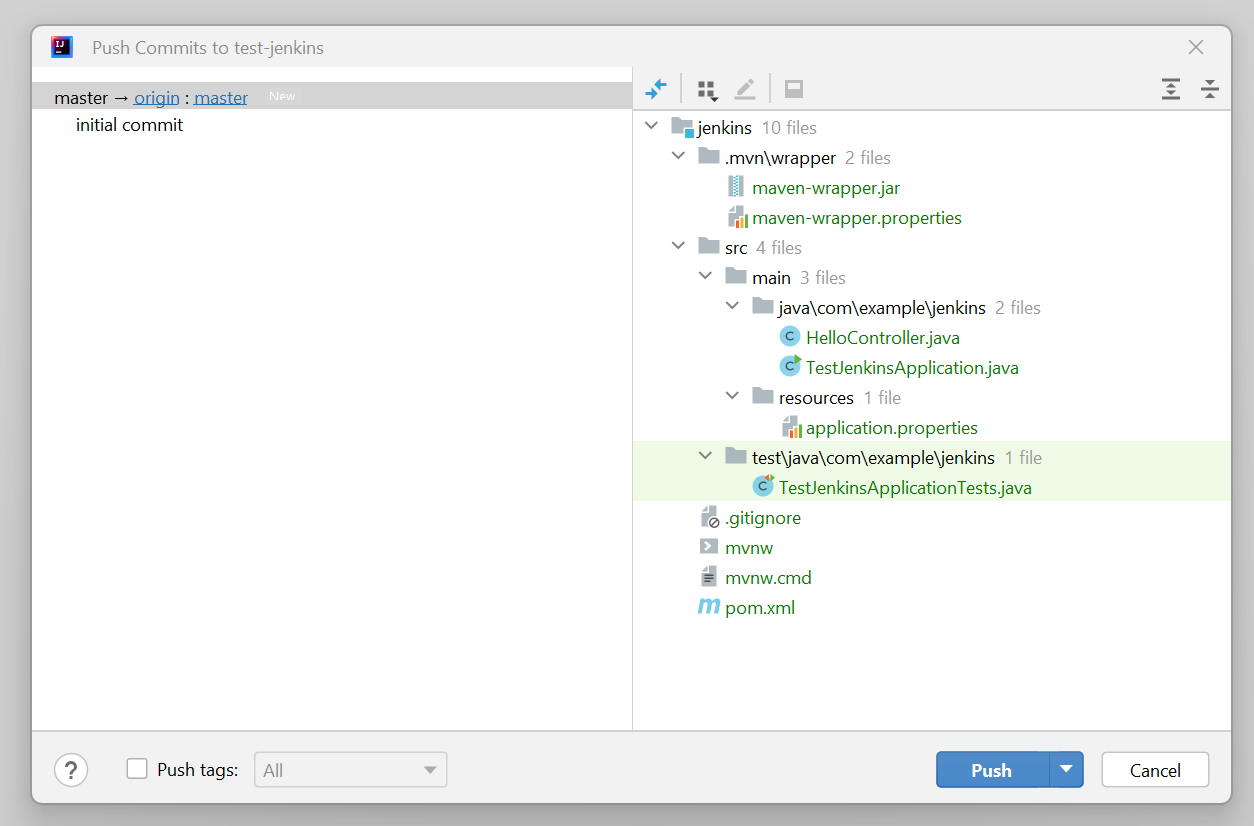 Push Commits to test-jenkins
master → origin : master New
initial commit
jenkins 10 files
.mvn\wrapper 2 files
maven-wrapper.jar
maven-wrapper.properties
src 4 files
main 3 files
java\com\example\jenkins 2 files
HelloController.java
TestJenkinsApplication.java
resources 1 file
application.properties
test\java\com\example\jenkins 1 file
TestJenkinsApplicationTests.java
.gitignore
mvnw
mvnw.cmd
pom.xml
? Push tags: All Push Cancel